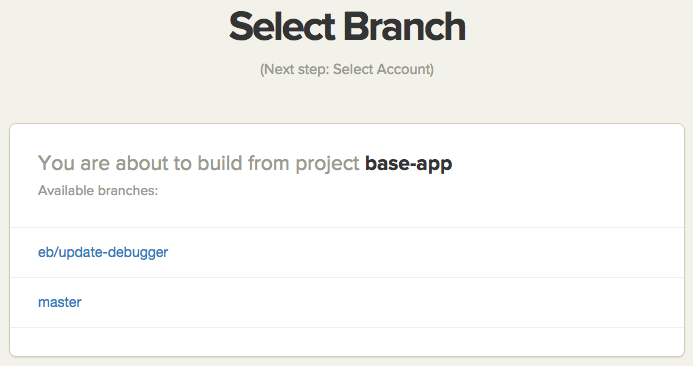 Select Branch
(Next step: Select Account)
You are about to build from project base-app
Available branches:
eb/update-debugger
master